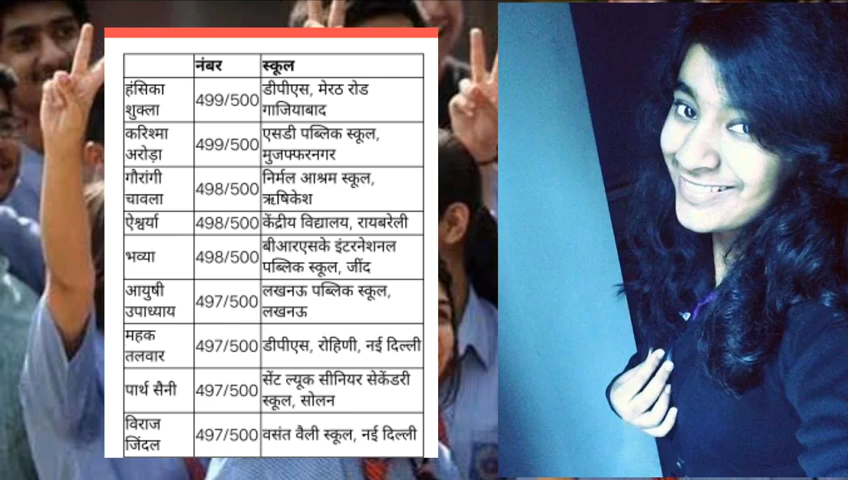 नंबर स्कूल
हंसिका शुक्ला 499/500 डीपीएस, मेरठ रोड गाजियाबाद
करिश्मा अरोड़ा 499/500 एसडी पब्लिक स्कूल, मुजफ्फरनगर
गौरांगी चावला 498/500 निर्मल आश्रम स्कूल, ऋषिकेश
ऐश्वर्या 498/500 केंद्रीय विद्यालय, रायबरेली
भव्या 498/500 बीआरएसके इंटरनेशनल पब्लिक स्कूल, जींद
आयुषी उपाध्याय 497/500 लखनऊ पब्लिक स्कूल, लखनऊ
महक तलवार 497/500 डीपीएस, रोहिणी, नई दिल्ली
पार्थ सैनी 497/500 सेंट ल्यूक सीनियर सेकेंडरी स्कूल, सोलन
विराज जिंदल 497/500 वसंत वैली स्कूल, नई दिल्ली